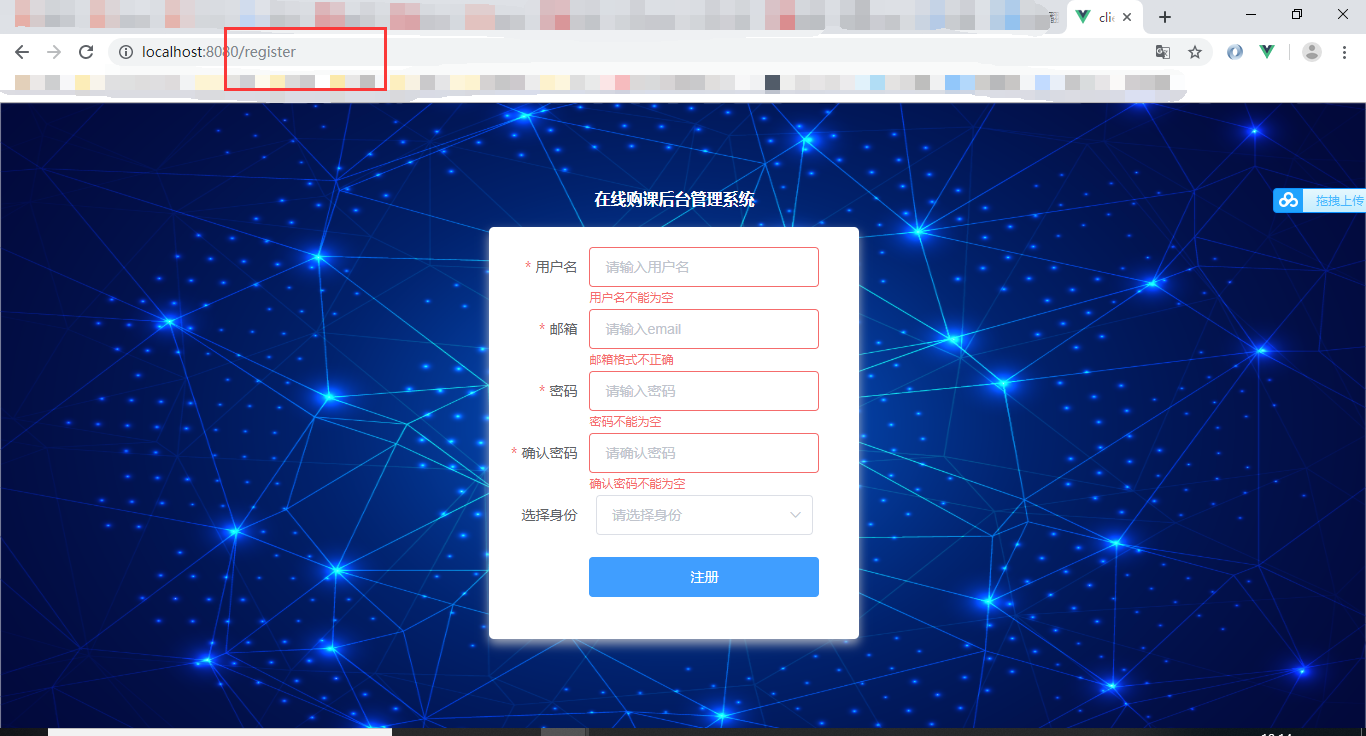 cli
localhost:8080/register
在线购课后台管理系统
拖拽上传
* 用户名
请输入用户名
用户名不能为空
* 邮箱
请输入email
邮箱格式不正确
* 密码
请输入密码
密码不能为空
* 确认密码
请确认密码
确认密码不能为空
选择身份
请选择身份
注册